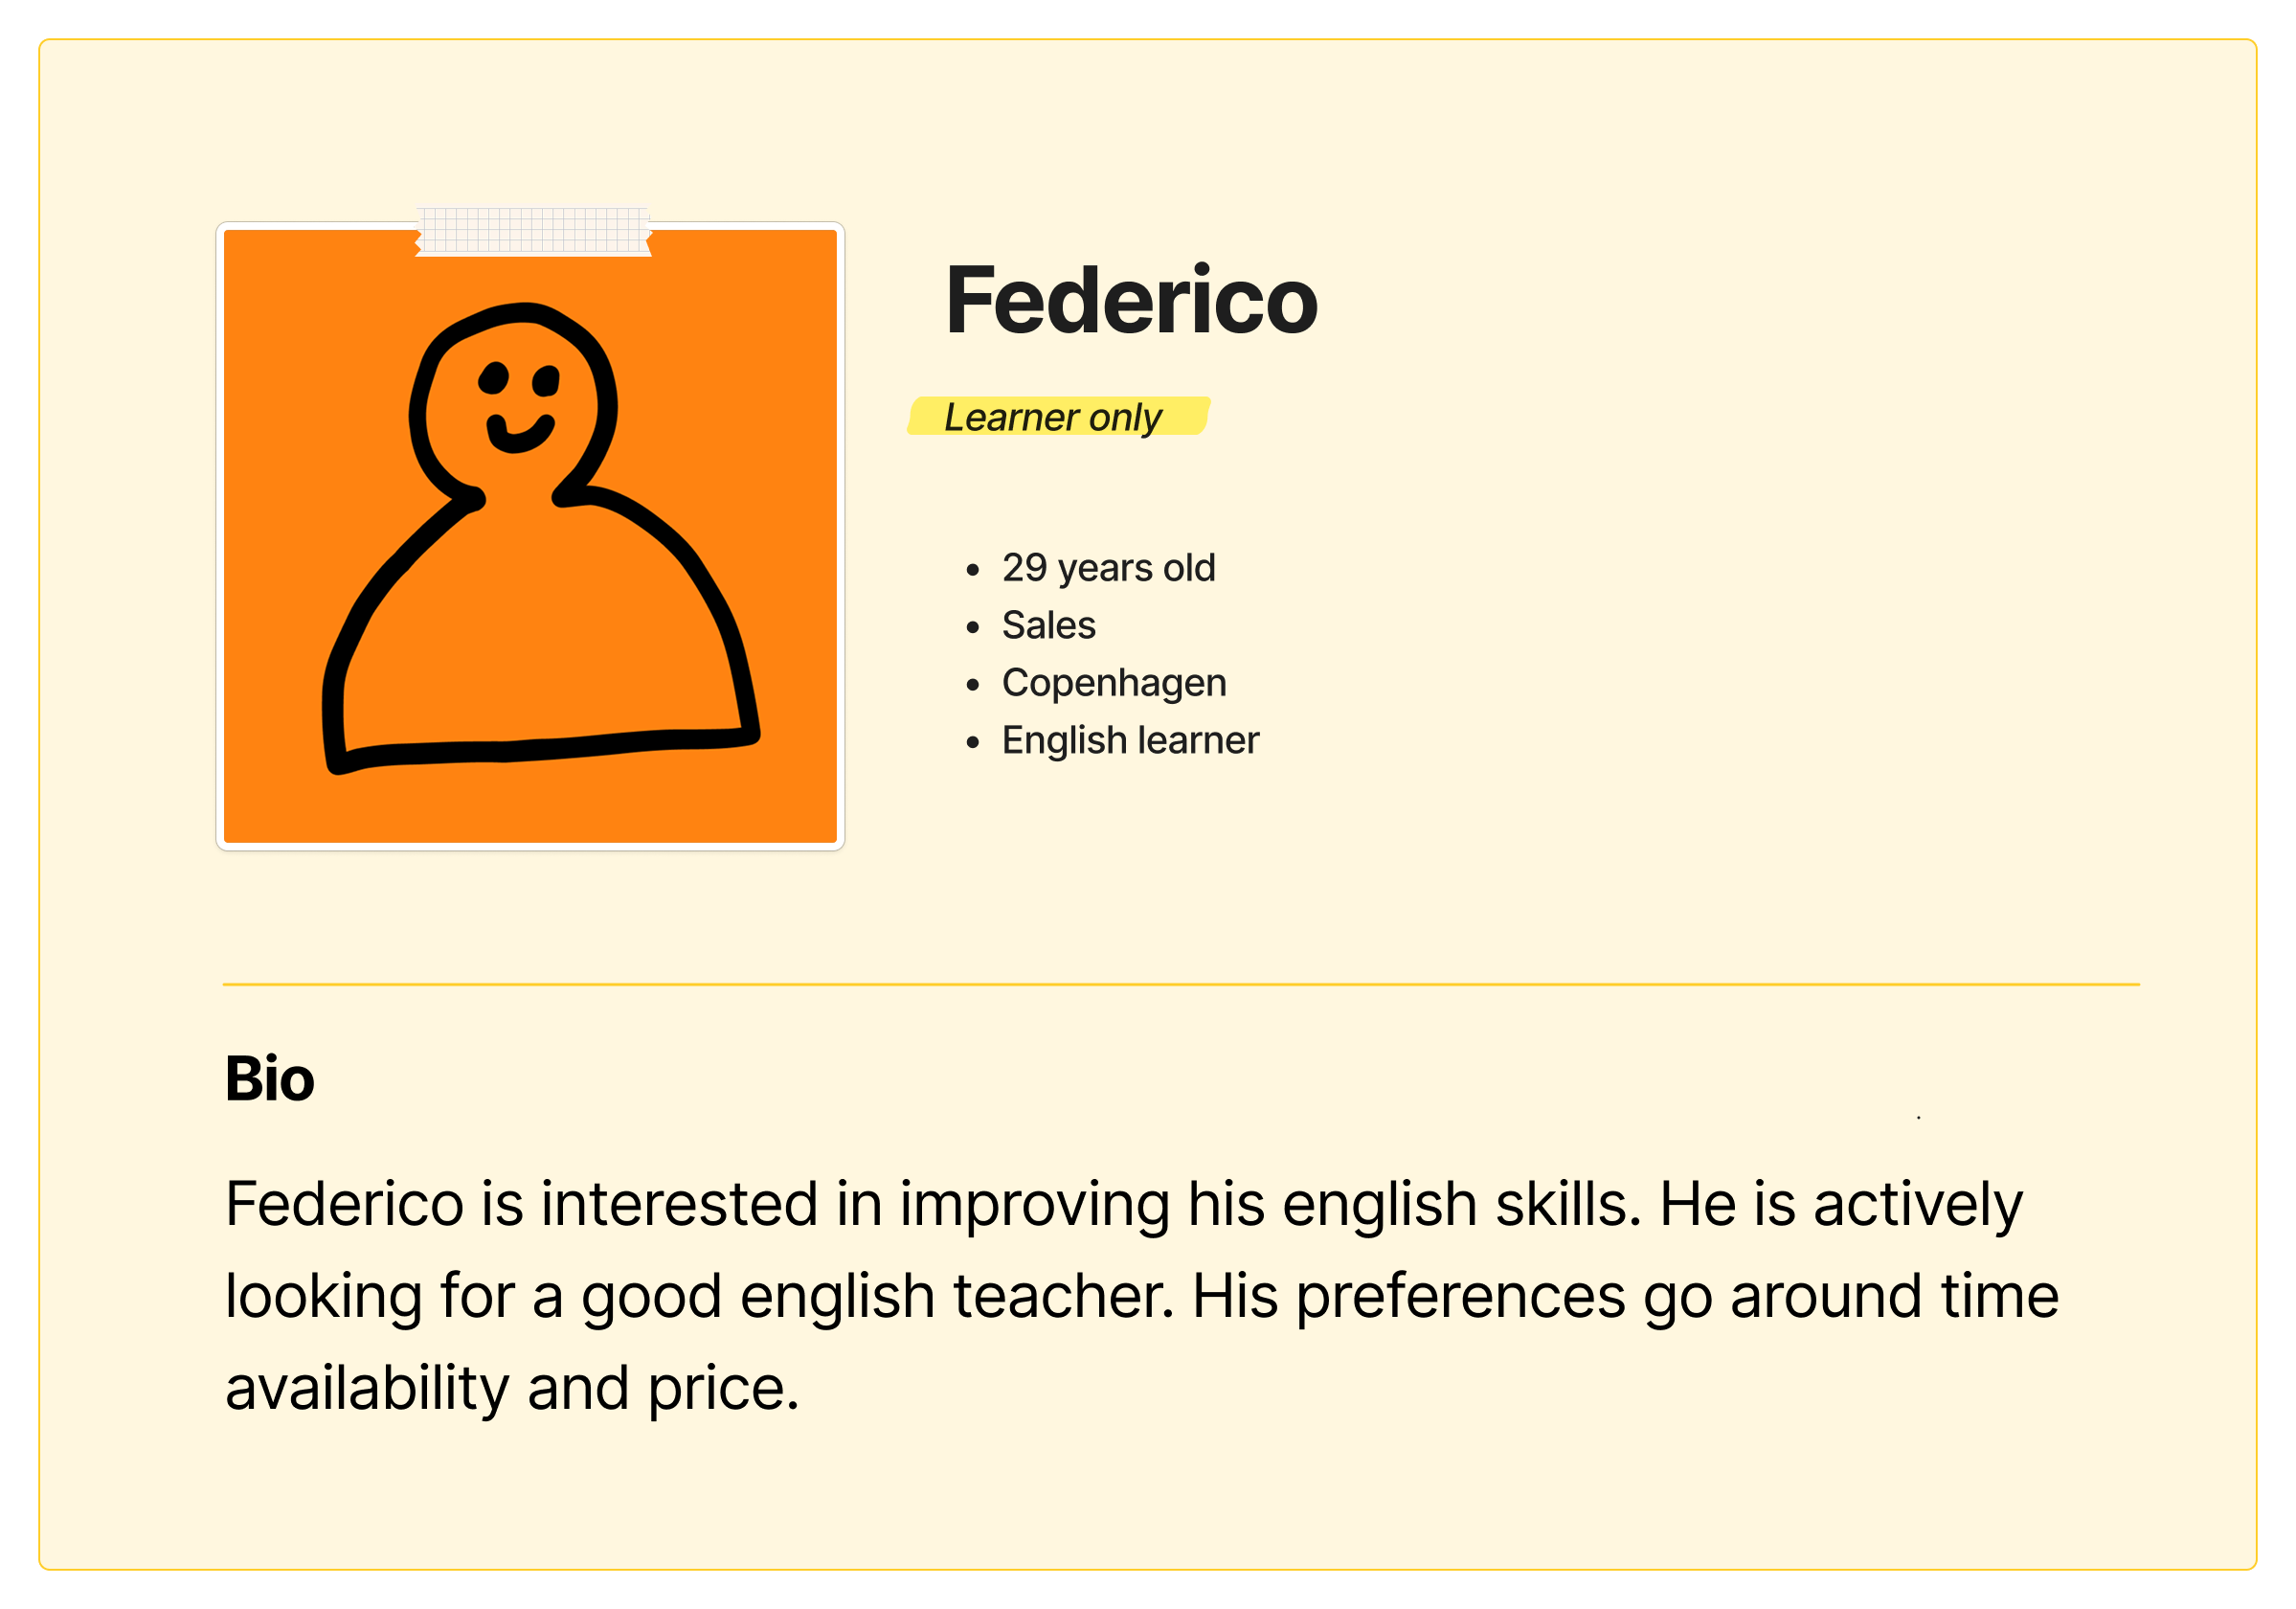 Federico
Learner only
• 29 years old
• Sales
• Copenhagen
• English learner
Bio
Federico is interested in improving his english skills. He is actively
looking for a good english teacher. His preferences go around time
availability and price.